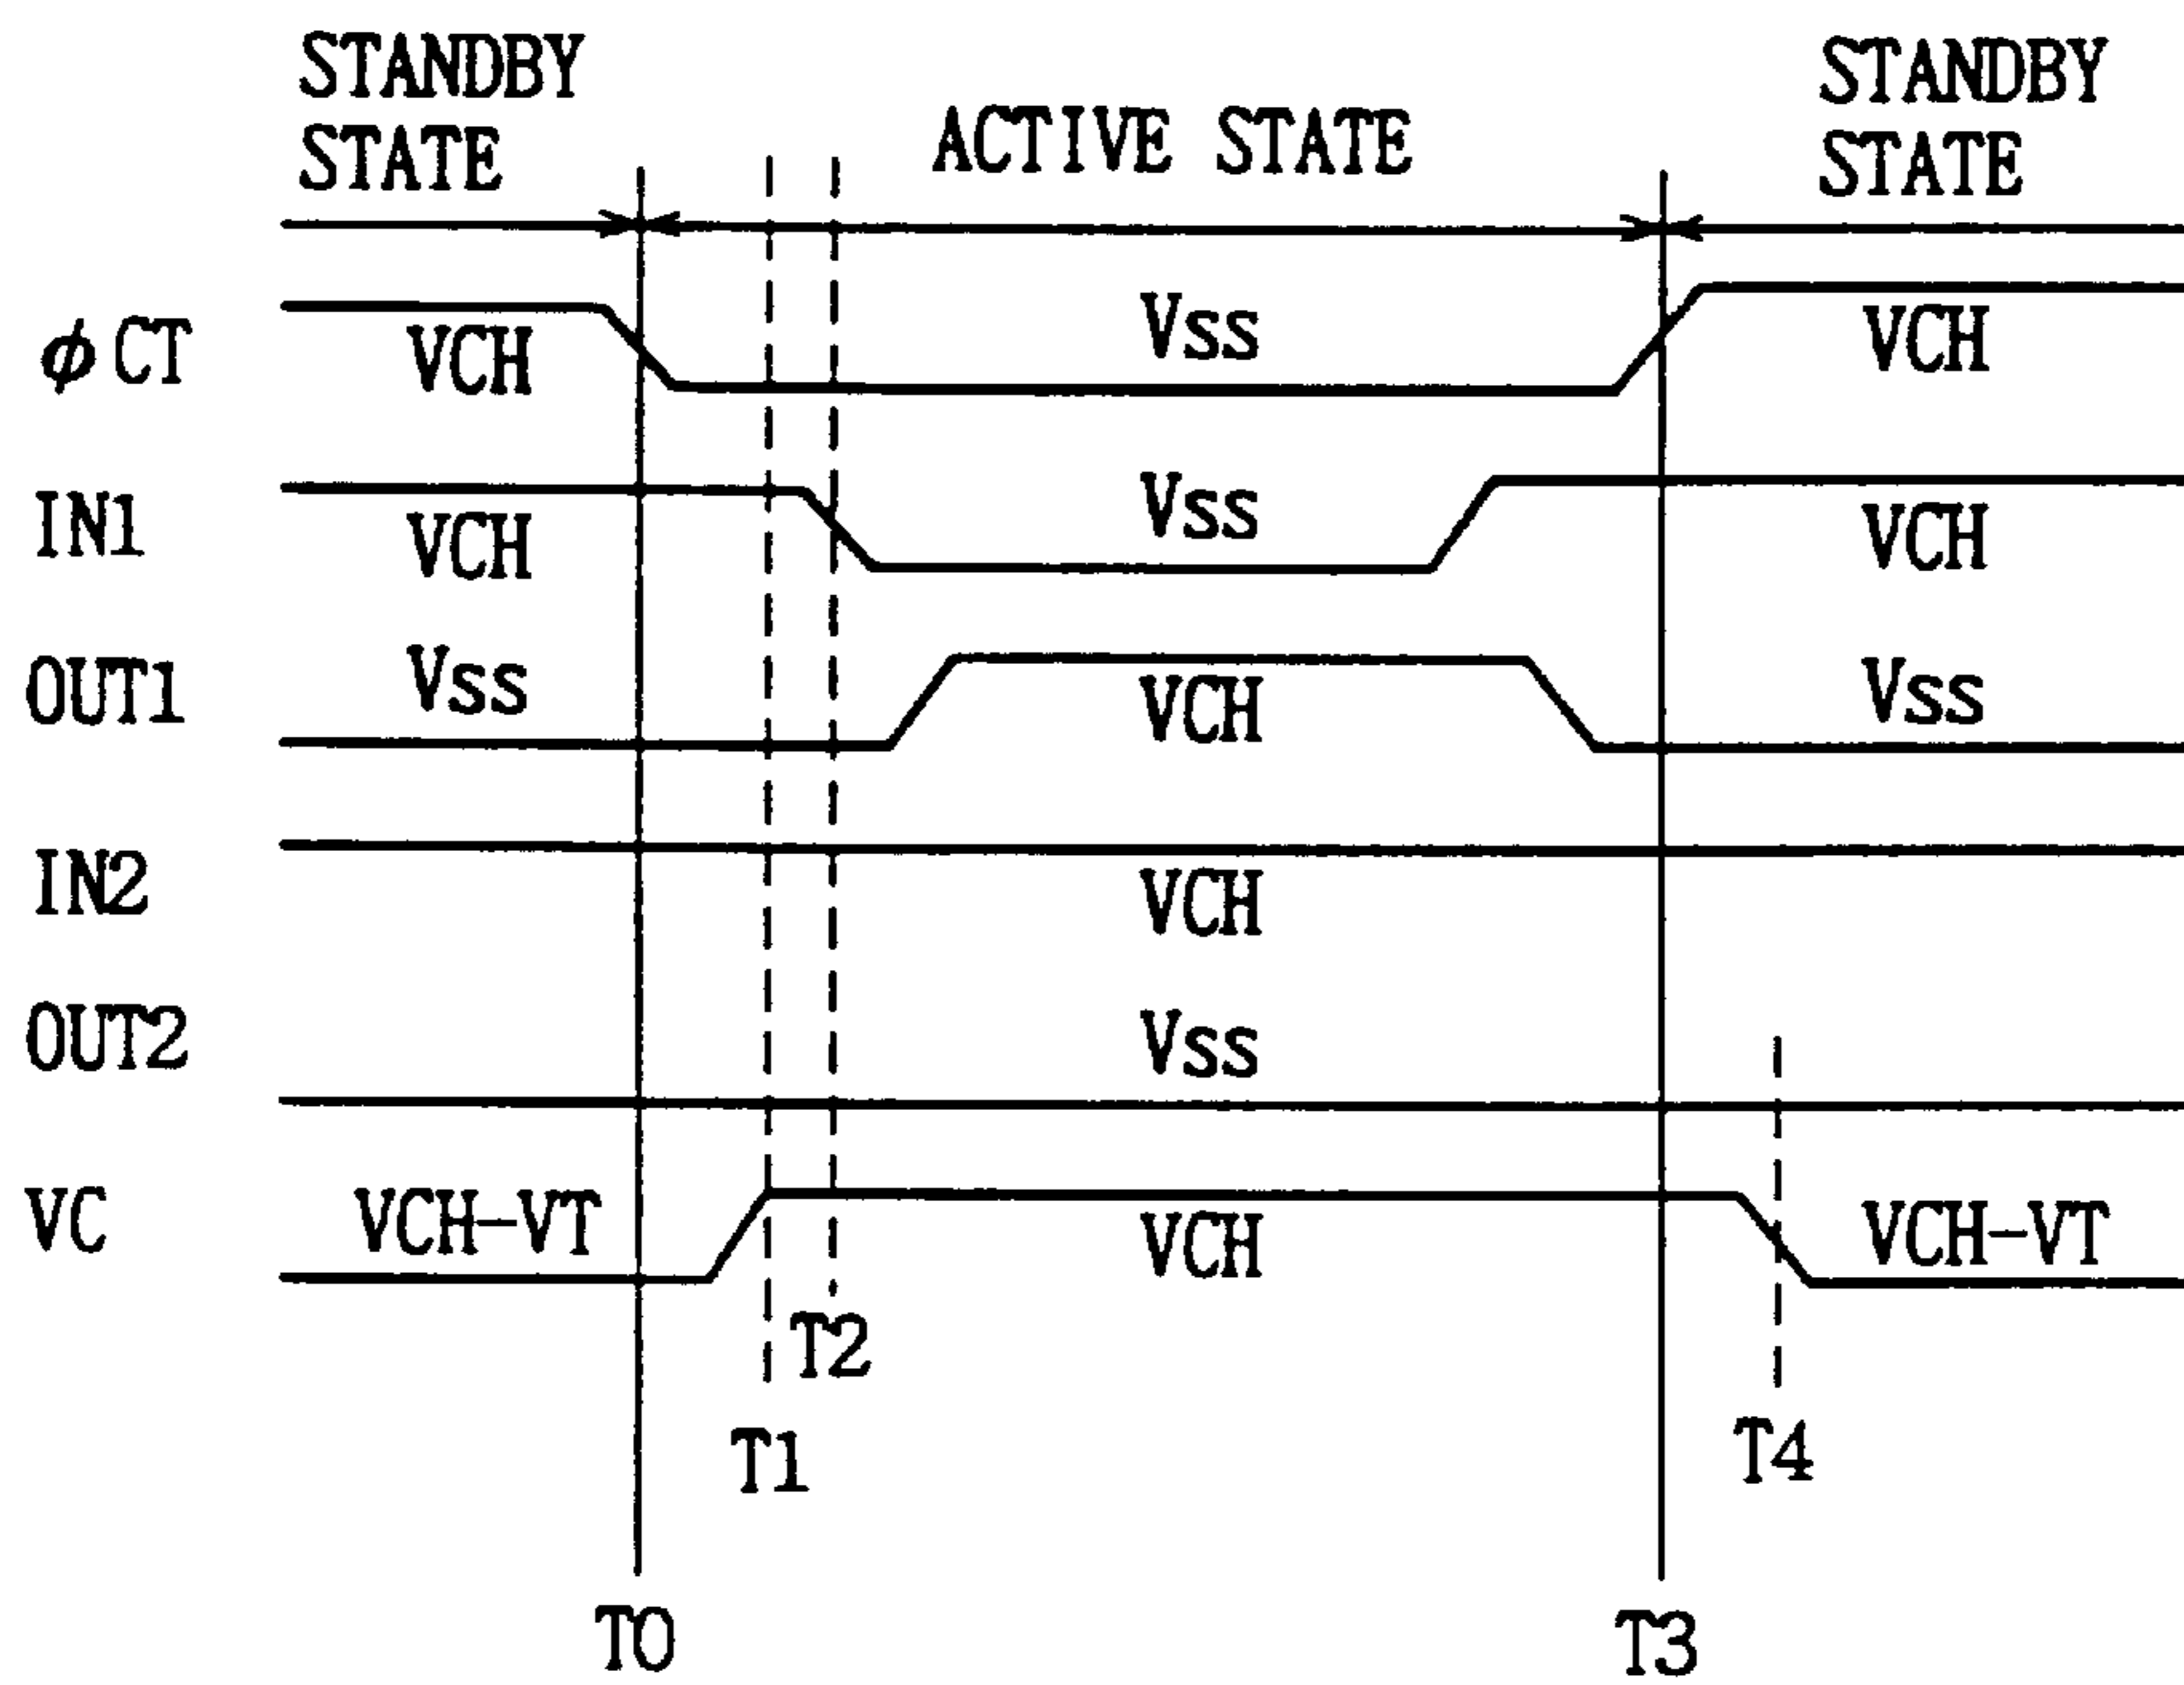 STANDBY STATE
ACTIVE STATE
STANDBY STATE
φCT VCH Vss VCH
IN1 VCH Vss VCH
OUT1 Vss VCH Vss
IN2 VCH
OUT2 Vss
VC VCH-VT VCH VCH-VT
T2
T1 T4
T0 T3